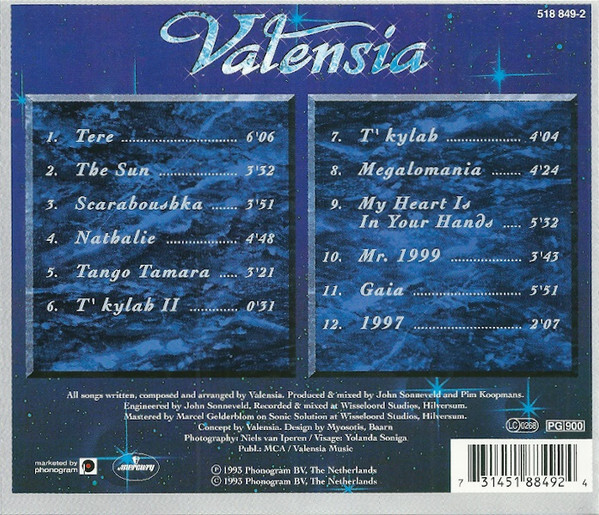 518 849-2
Valensia
1. Tere ........................... 6'06
2. The Sun .................. 3'32
3. Scaraboushka ......... 3'51
4. Nathalie ................... 4'48
5. Tango Tamara ..... 3'21
6. T' kylah II ............. 0'31
7. T' kylah .................. 4'04
8. Megalomania ......... 4'24
9. My Heart Is
In Your Hands ..... 5'32
10. Mr. 1999 ................ 3'43
11. Gaia ......................... 5'51
12. 1997 ......................... 2'07
All songs written, composed and arranged by Valensia. Produced & mixed by John Sonneveld and Pim Koopmans.
Engineered by John Sonneveld, Recorded & mixed at Wisseloord Studios, Hilversum.
Mastered by Marcel Gelderblom on Sonic Solution at Wisseloord Studios, Hilversum.
Concept by Valensia. Design by Myosotis, Baarn
Photography: Niels van Iperen / Visage: Yolanda Soniga
Publ.: MCA / Valensia Music
LC 0268
PG 900
marketed by
phonogram
mercury
℗ 1993 Phonogram BV, The Netherlands
© 1993 Phonogram BV, The Netherlands
7 31451 88492 4